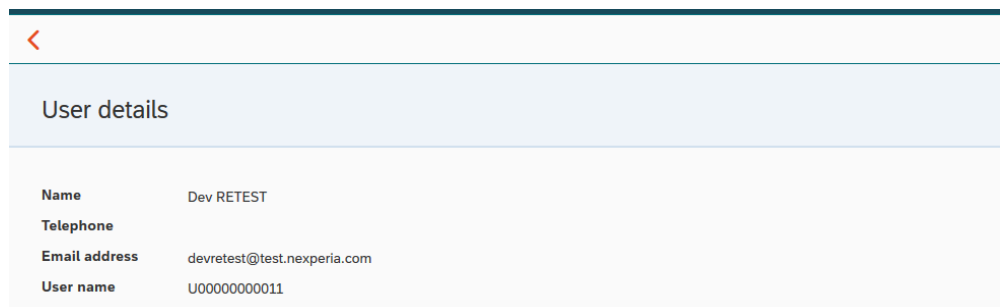 User details
Name Dev RETEST
Telephone
Email address devretest@test.nexperia.com
User name U00000000011